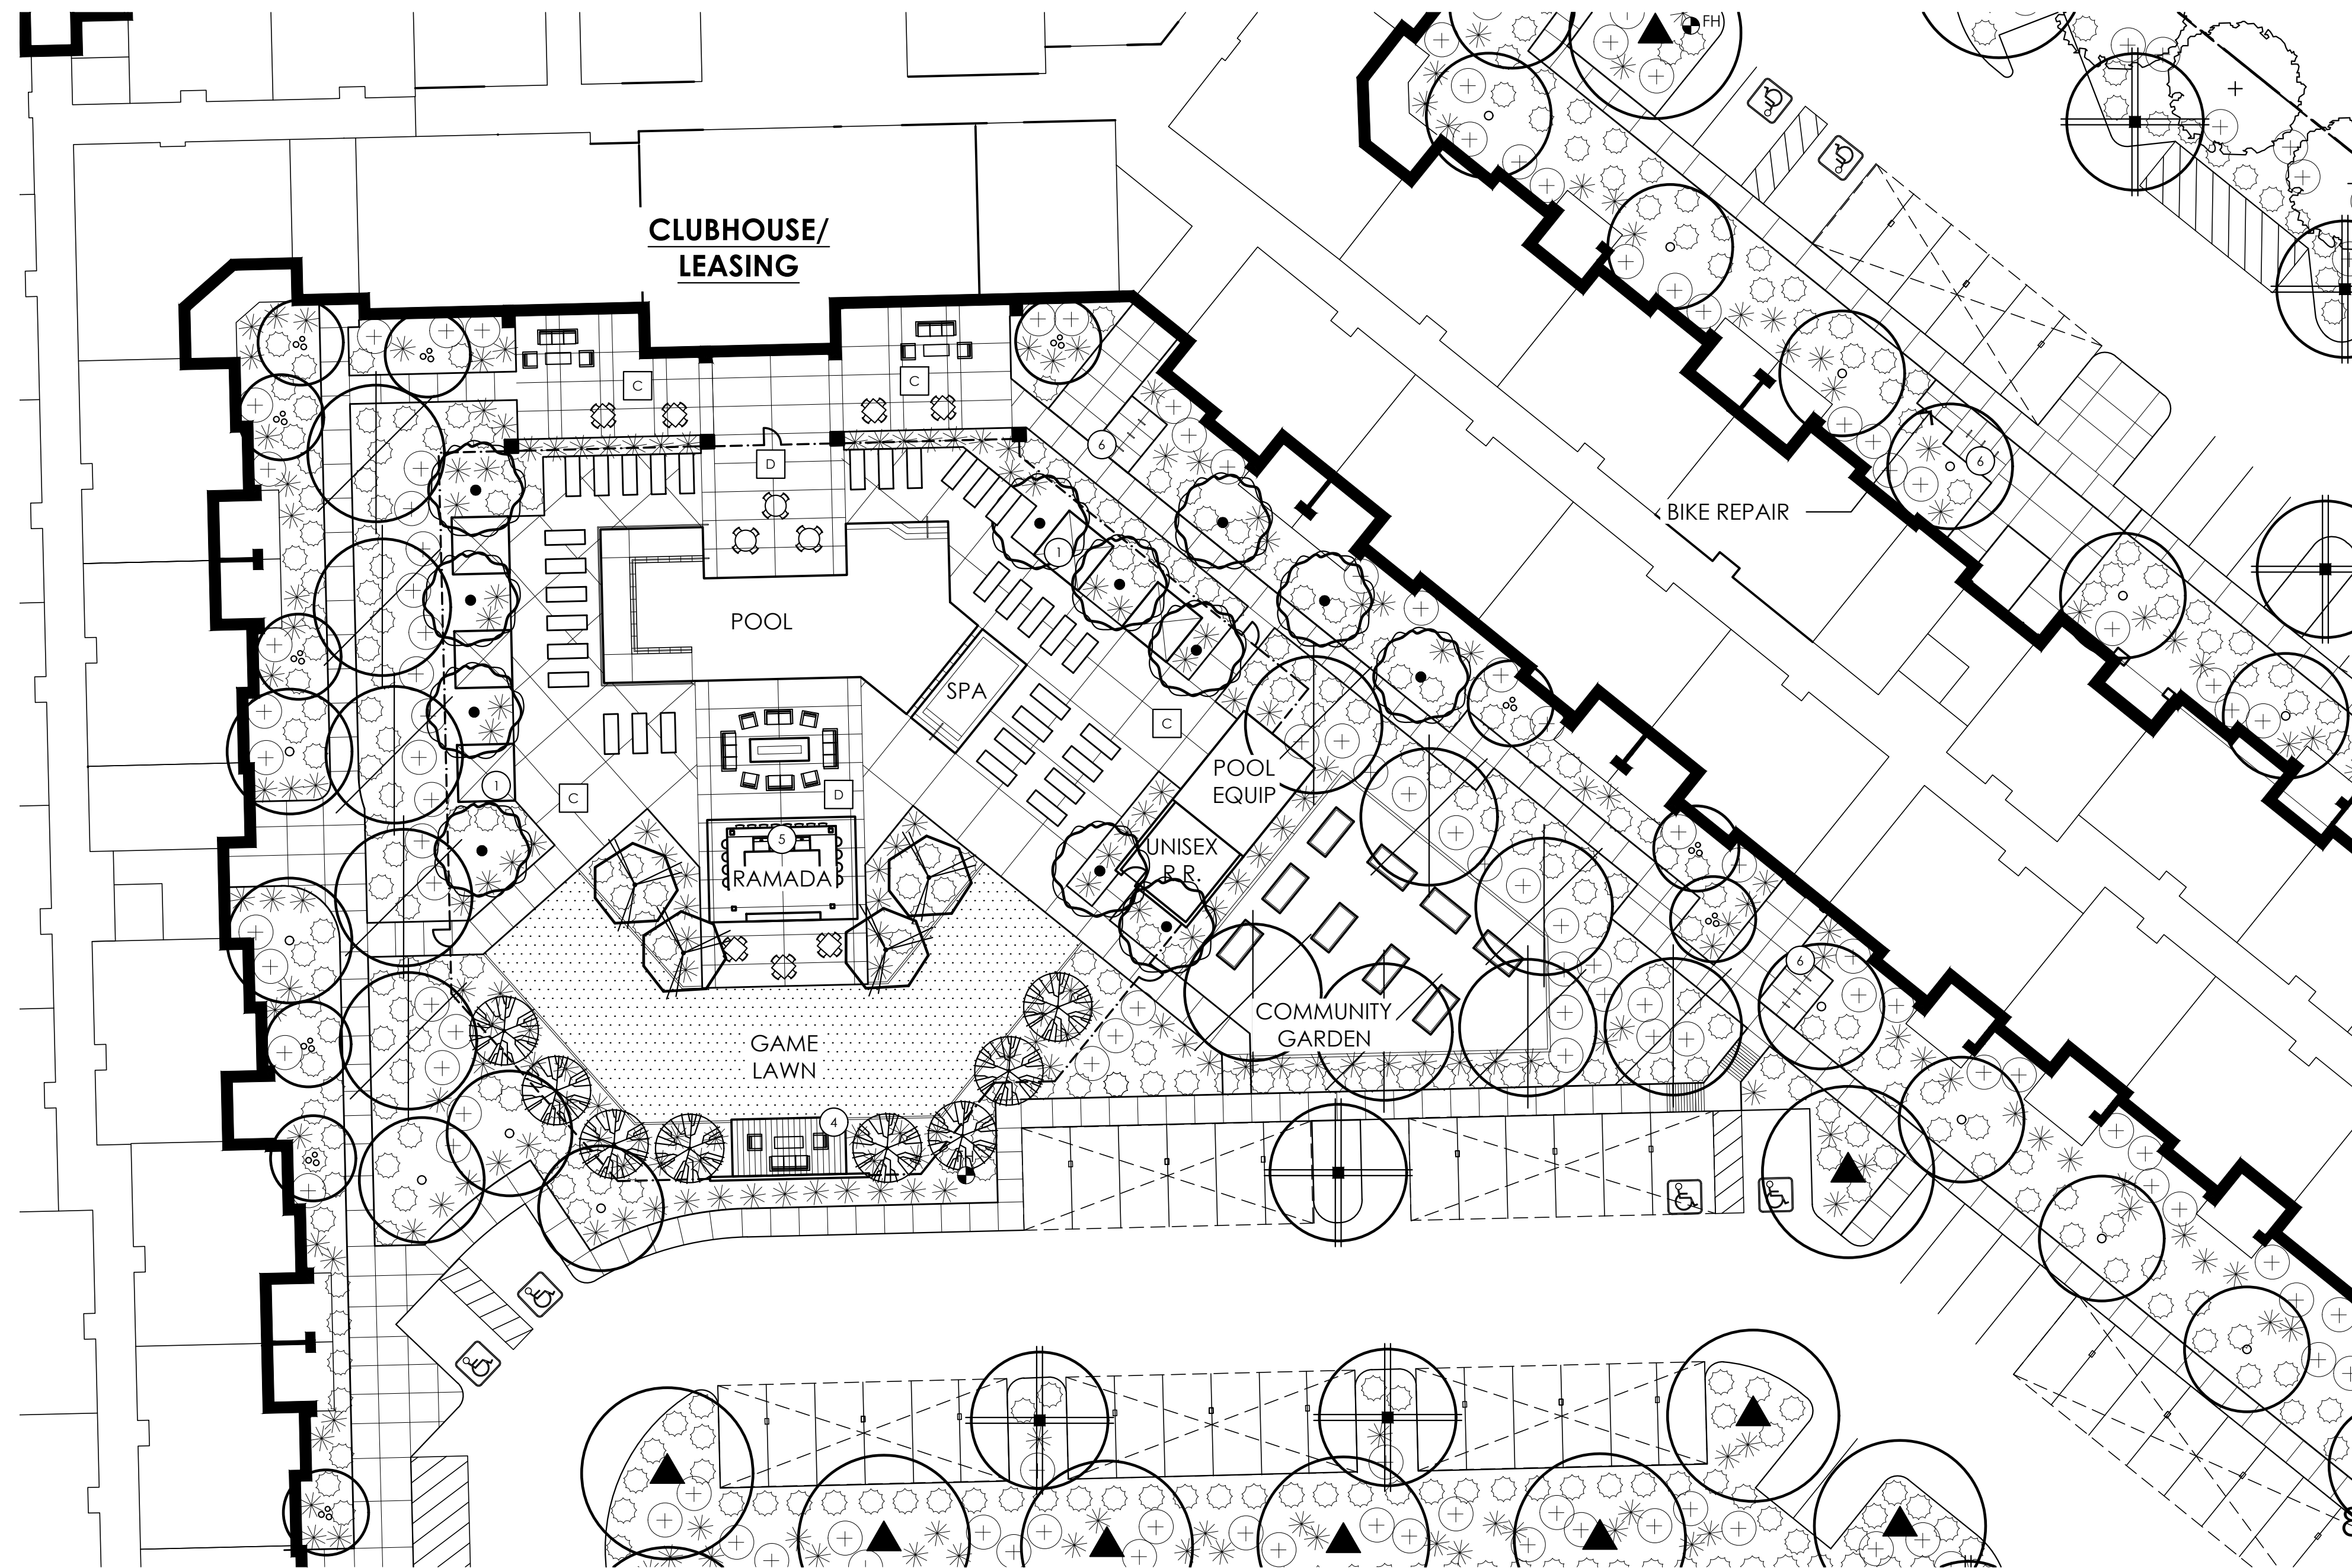 FH
CLUBHOUSE/
LEASING
C
C
6
D
6
BIKE REPAIR
1
POOL
SPA
C
POOL
EQUIP
1
C
D
5
UNISEX
R.R.
RAMADA
6
COMMUNITY
GARDEN
GAME
LAWN
4